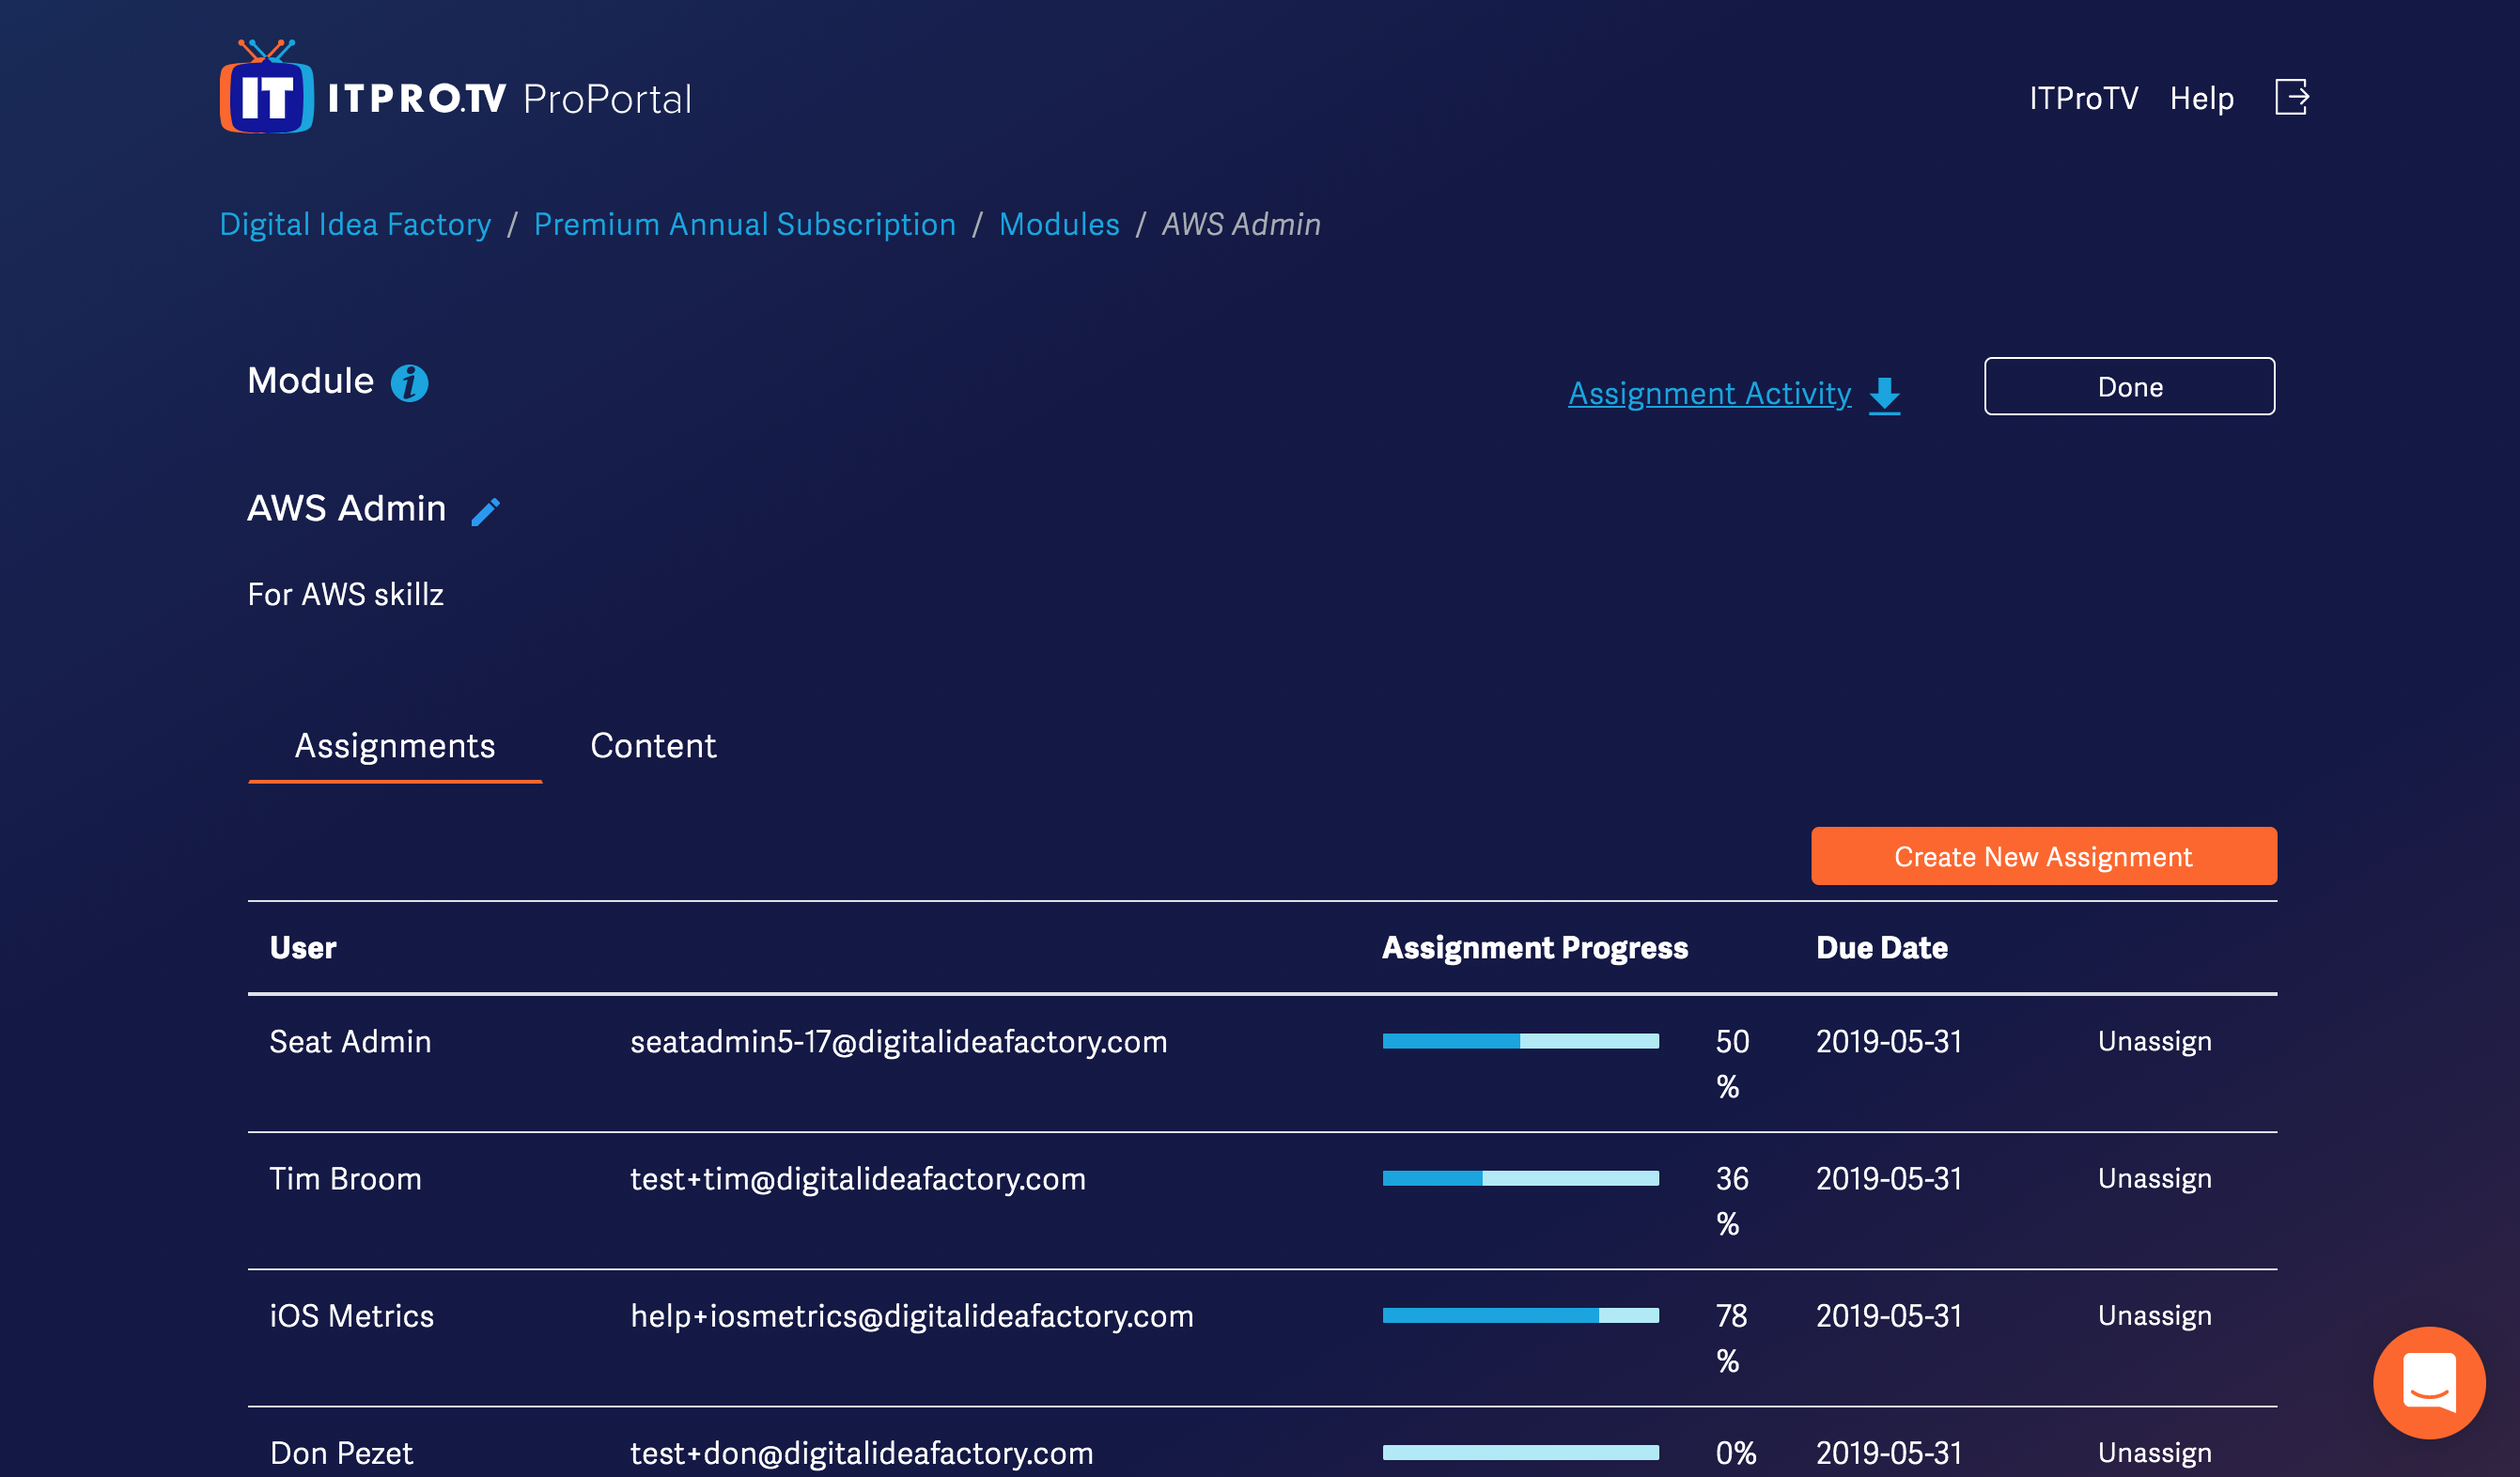 IT ITPRO.TV ProPortal
ITProTV Help
Digital Idea Factory / Premium Annual Subscription / Modules / AWS Admin
Module i
Assignment Activity
Done
AWS Admin
For AWS skillz
Assignments Content
Create New Assignment
User Assignment Progress Due Date
Seat Admin seatadmin5-17@digitalideafactory.com 50 % 2019-05-31 Unassign
Tim Broom test+tim@digitalideafactory.com 36 % 2019-05-31 Unassign
iOS Metrics help+iosmetrics@digitalideafactory.com 78 % 2019-05-31 Unassign
Don Pezet test+don@digitalideafactory.com 0% 2019-05-31 Unassign